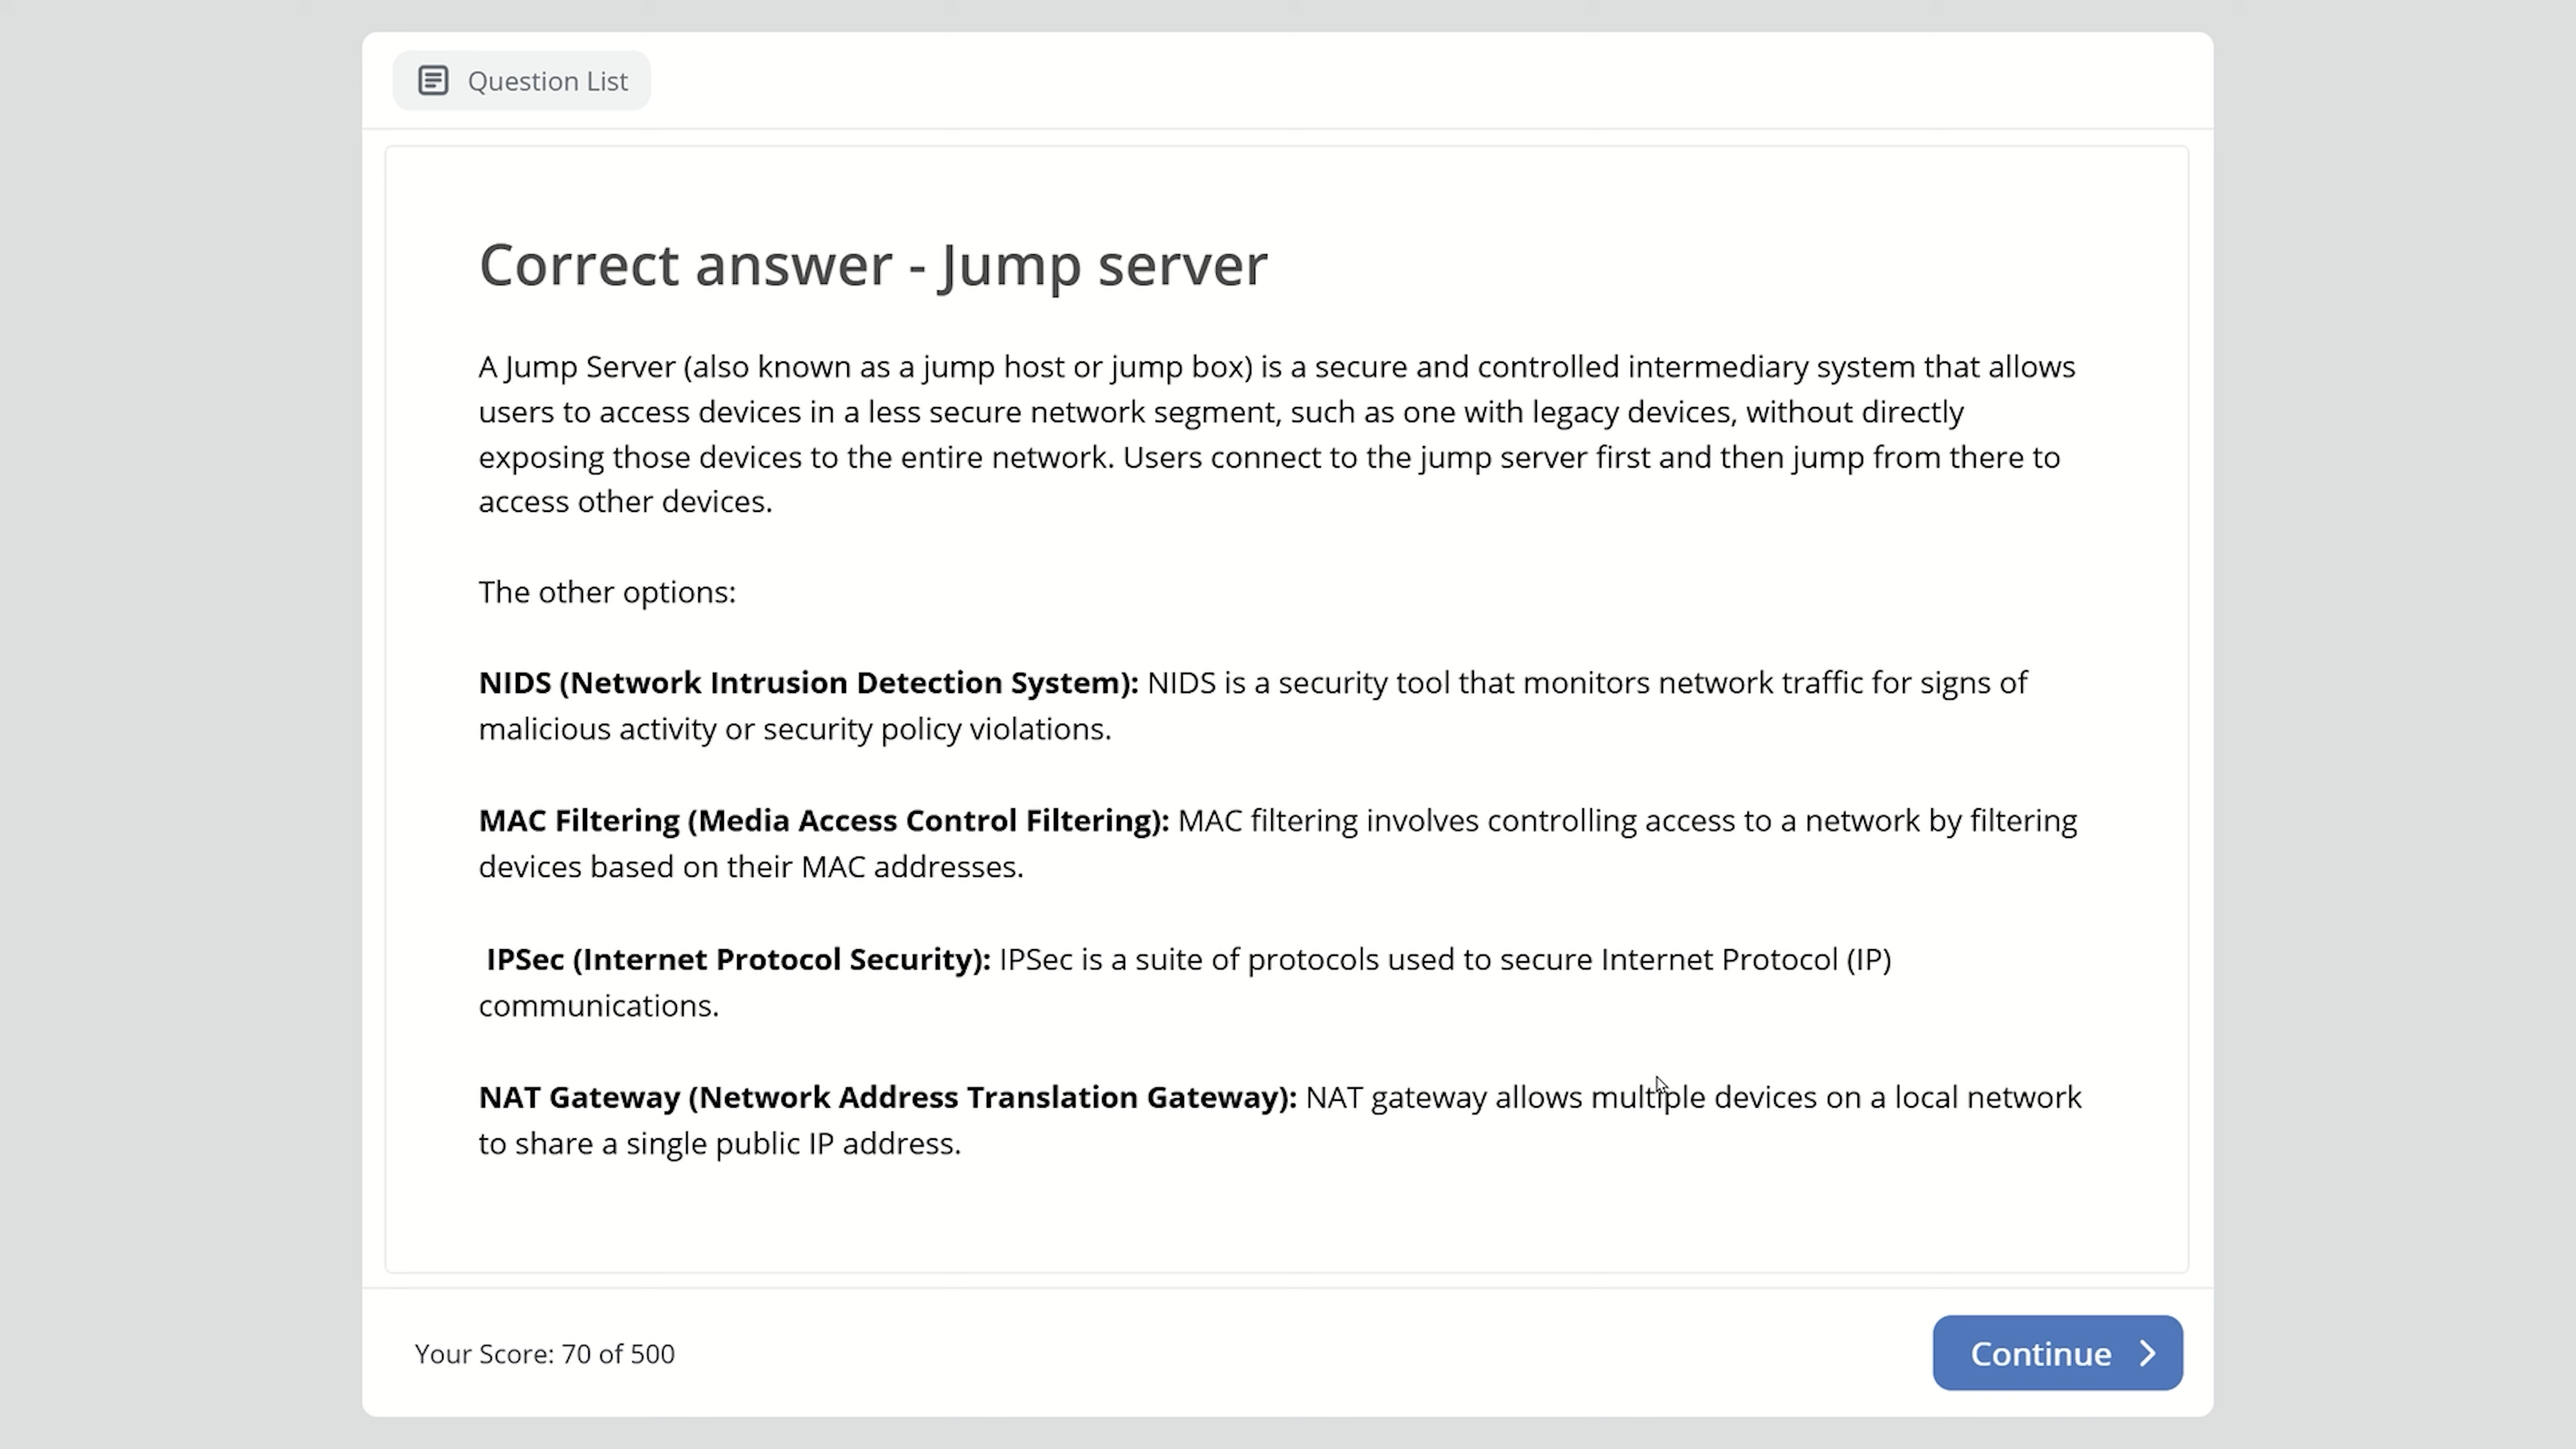 Question List
Correct answer - Jump server
A Jump Server (also known as a jump host or jump box) is a secure and controlled intermediary system that allows
users to access devices in a less secure network segment, such as one with legacy devices, without directly
exposing those devices to the entire network. Users connect to the jump server first and then jump from there to
access other devices.
The other options:
NIDS (Network Intrusion Detection System): NIDS is a security tool that monitors network traffic for signs of
malicious activity or security policy violations.
MAC Filtering (Media Access Control Filtering): MAC filtering involves controlling access to a network by filtering
devices based on their MAC addresses.
IPSec (Internet Protocol Security): IPSec is a suite of protocols used to secure Internet Protocol (IP)
communications.
NAT Gateway (Network Address Translation Gateway): NAT gateway allows multiple devices on a local network
to share a single public IP address.
Your Score: 70 of 500
Continue